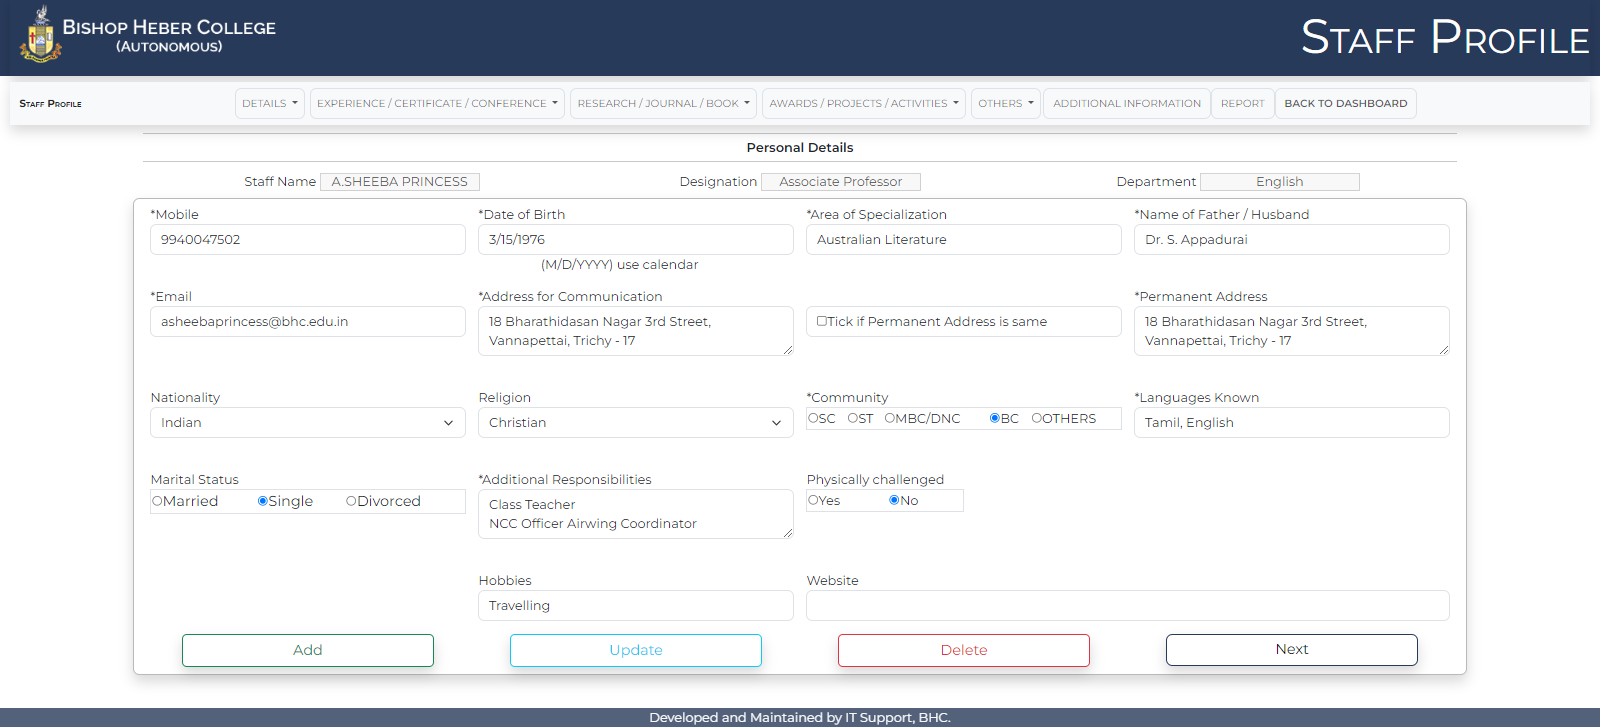 BISHOP HEBER COLLEGE
(AUTONOMOUS)
STAFF PROFILE
STAFF PROFILE
DETAILS
EXPERIENCE / CERTIFICATE / CONFERENCE
RESEARCH / JOURNAL / BOOK
AWARDS / PROJECTS / ACTIVITIES
OTHERS
ADDITIONAL INFORMATION
REPORT
BACK TO DASHBOARD
Personal Details
Staff Name A.SHEEBA PRINCESS
Designation Associate Professor
Department English
*Mobile
9940047502
*Date of Birth
3/15/1976
(M/D/YYYY) use calendar
*Area of Specialization
Australian Literature
*Name of Father / Husband
Dr. S. Appadurai
*Email
asheebaprincess@bhc.edu.in
*Address for Communication
18 Bharathidasan Nagar 3rd Street,
Vannapettai, Trichy - 17
Tick if Permanent Address is same
*Permanent Address
18 Bharathidasan Nagar 3rd Street,
Vannapettai, Trichy - 17
Nationality
Indian
Religion
Christian
*Community
SC ST MBC/DNC BC OTHERS
*Languages Known
Tamil, English
Marital Status
Married Single Divorced
*Additional Responsibilities
Class Teacher
NCC Officer Airwing Coordinator
Physically challenged
Yes No
Hobbies
Travelling
Website
Add
Update
Delete
Next
Developed and Maintained by IT Support, BHC.